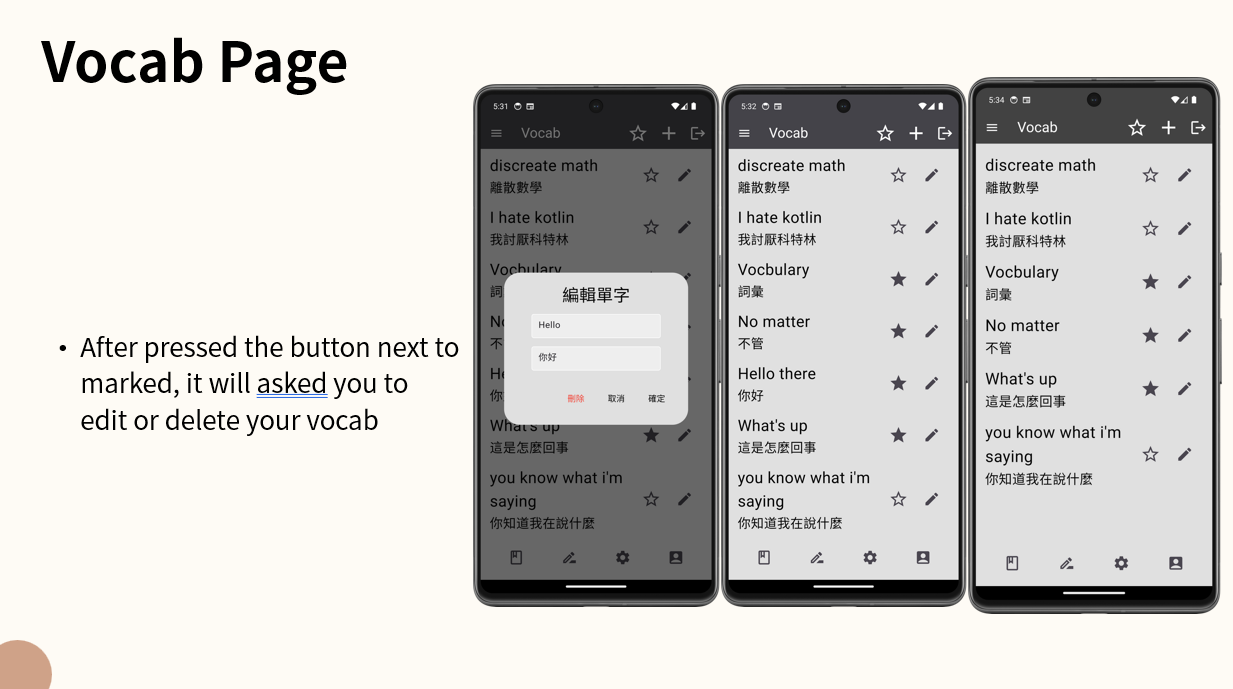 Vocab Page
• After pressed the button next to
marked, it will asked you to
edit or delete your vocab
5:31
Vocab
discreate math
離散數學
I hate kotlin
我討厭科特林
Vocbulary
詞
No
不
He
你
編輯單字
Hello
你好
刪除 取消 確定
What's up
這是怎麼回事
you know what i'm
saying
你知道我在說什麼
5:32
Vocab
discreate math
離散數學
I hate kotlin
我討厭科特林
Vocbulary
詞彙
No matter
不管
Hello there
你好
What's up
這是怎麼回事
you know what i'm
saying
你知道我在說什麼
5:34
Vocab
discreate math
離散數學
I hate kotlin
我討厭科特林
Vocbulary
詞彙
No matter
不管
What's up
這是怎麼回事
you know what i'm
saying
你知道我在說什麼